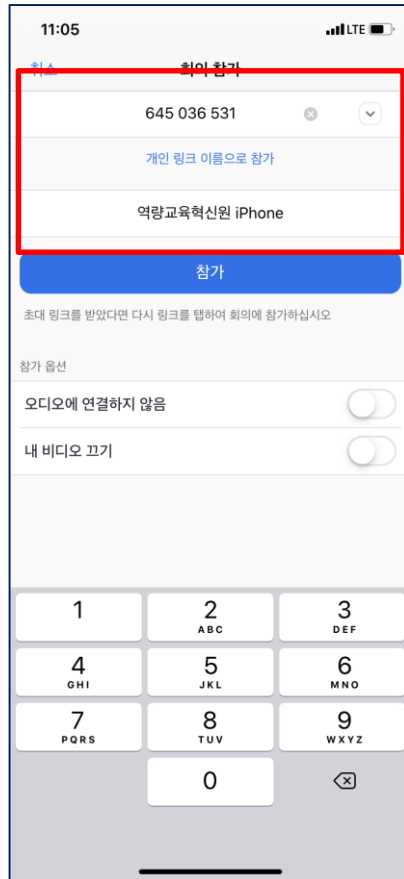 11:05
LTE
취소 회의 참가
645 036 531
개인 링크 이름으로 참가
역량교육혁신원 iPhone
참가
초대 링크를 받았다면 다시 링크를 탭하여 회의에 참가하십시오
참가 옵션
오디오에 연결하지 않음
내 비디오 끄기
1 2 3
ABC DEF
4 5 6
GHI JKL MNO
7 8 9
PQRS TUV WXYZ
0